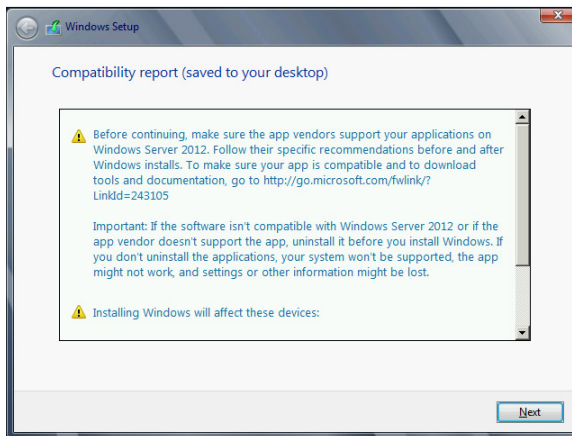 Windows Setup
Compatibility report (saved to your desktop)
Before continuing, make sure the app vendors support your applications on
Windows Server 2012. Follow their specific recommendations before and after
Windows installs. To make sure your app is compatible and to download
tools and documentation, go to http://go.microsoft.com/fwlink/?
LinkId=243105
Important: If the software isn't compatible with Windows Server 2012 or if the
app vendor doesn't support the app, uninstall it before you install Windows. If
you don't uninstall the applications, your system won't be supported, the app
might not work, and settings or other information might be lost.
Installing Windows will affect these devices:
Next